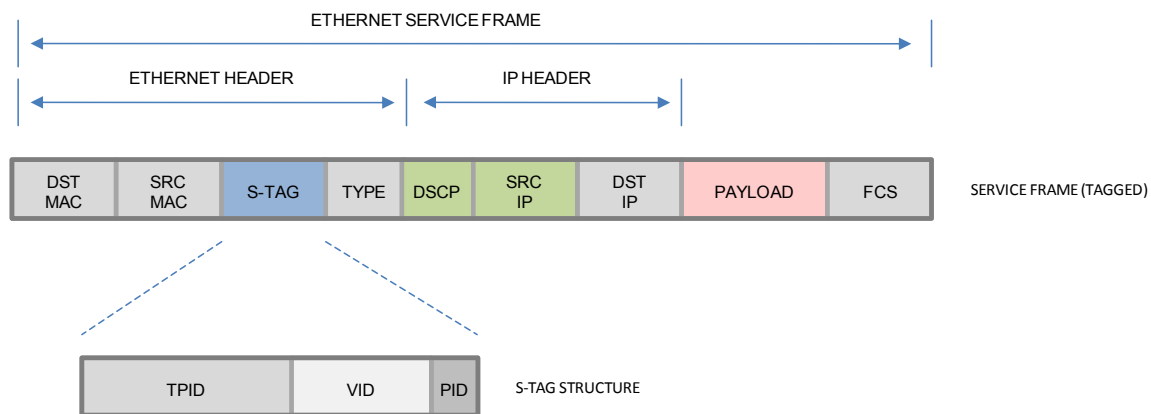 ETHERNET SERVICE FRAME
ETHERNET HEADER
IP HEADER
DST
MAC
SRC
MAC
S-TAG
TYPE
DSCP
SRC
IP
DST
IP
PAYLOAD
FCS
SERVICE FRAME (TAGGED)
TPID
VID
PID
S-TAG STRUCTURE